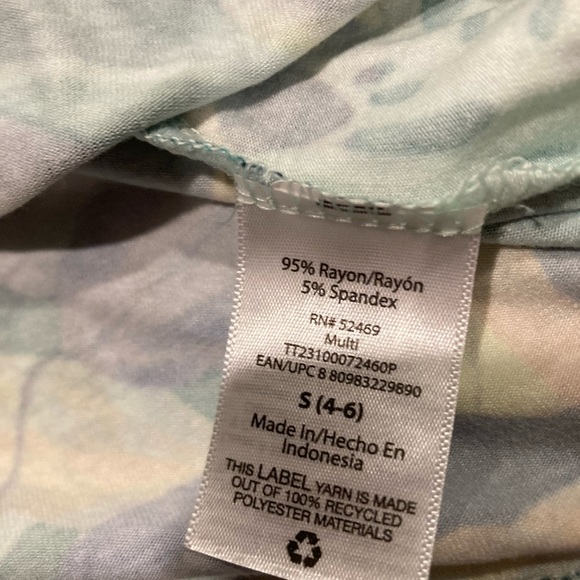 95% Rayon/Rayón
5% Spandex
RN# 52469
Multi
TT23100072460P
EAN/UPC 8 80983229890
S (4-6)
Made In/Hecho En
Indonesia
THIS LABEL YARN IS MADE
OUT OF 100% RECYCLED
POLYESTER MATERIALS